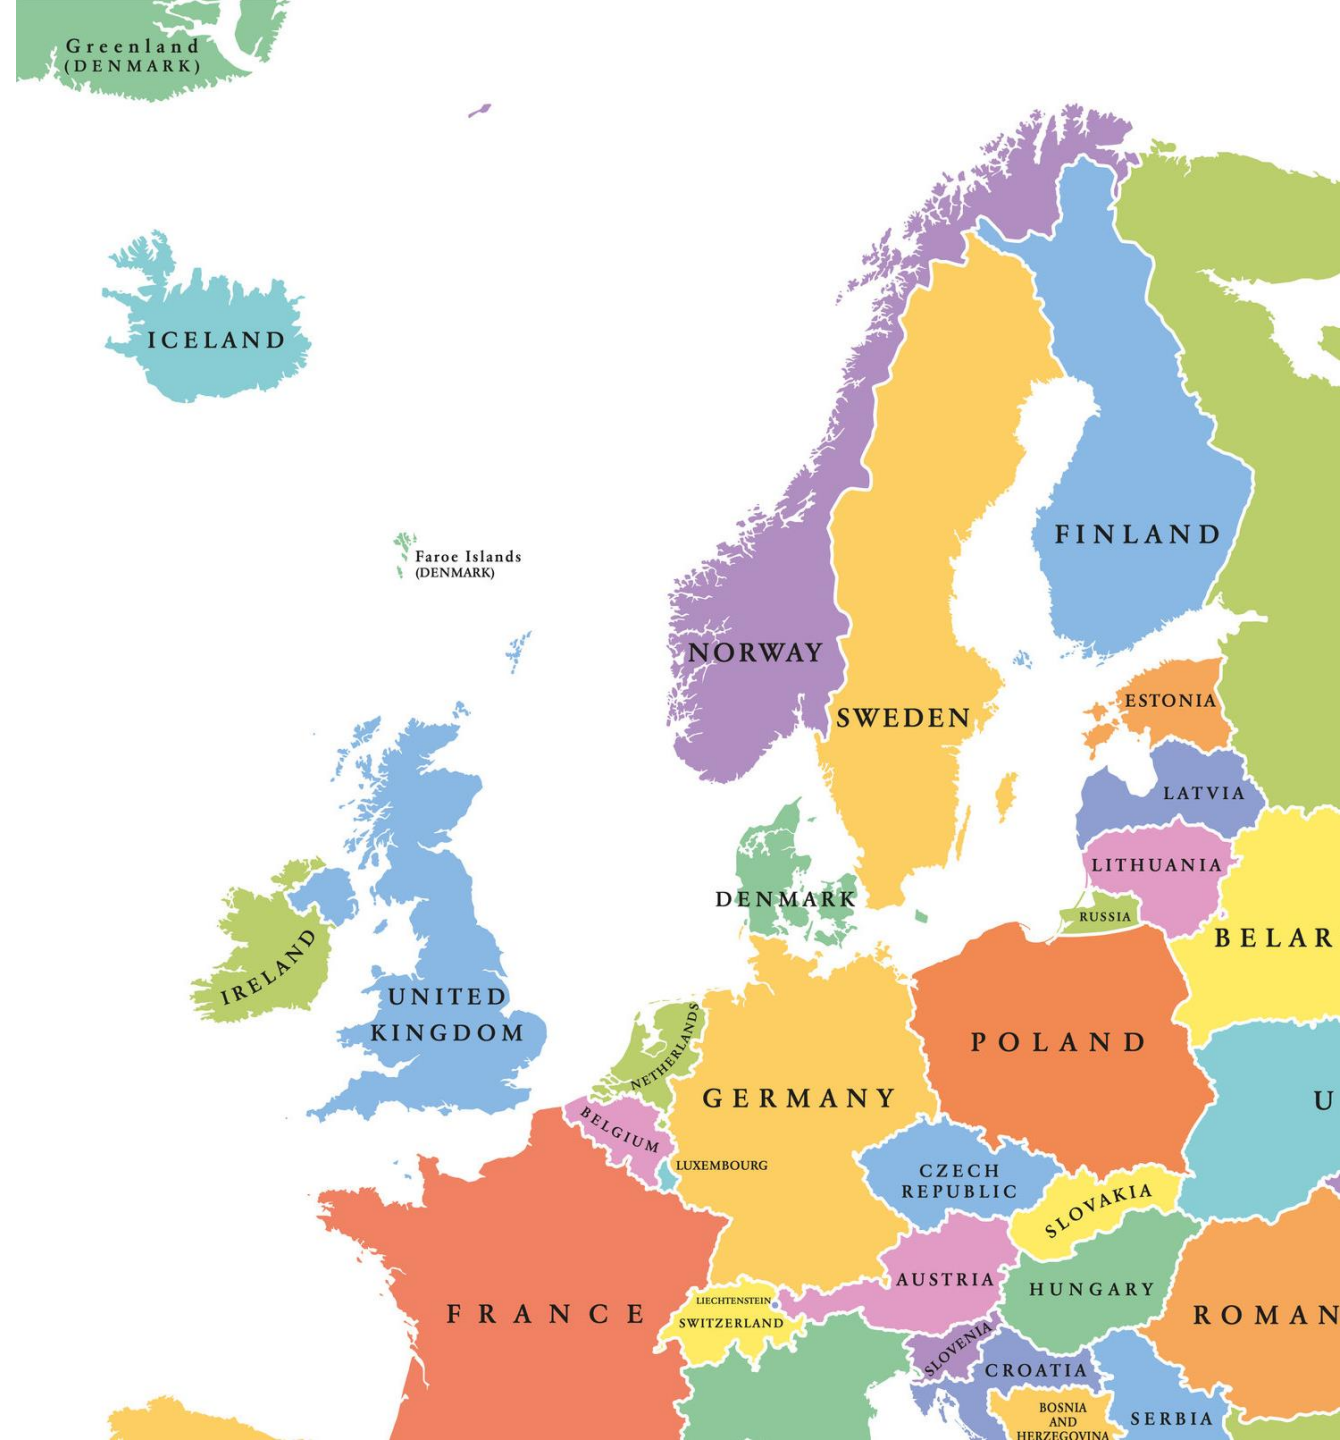 Greenland
(DENMARK)
ICELAND
Faroe Islands
(DENMARK)
FINLAND
NORWAY
SWEDEN
ESTONIA
LATVIA
LITHUANIA
DENMARK
RUSSIA
BELAR
IRELAND
UNITED
KINGDOM
NETHERLANDS
POLAND
GERMANY
U
BELGIUM
LUXEMBOURG
CZECH
REPUBLIC
SLOVAKIA
AUSTRIA
HUNGARY
LIECHTENSTEIN
SWITZERLAND
FRANCE
ROMAN
SLOVENIA
CROATIA
BOSNIA
AND
HERZEGOVINA
SERBIA